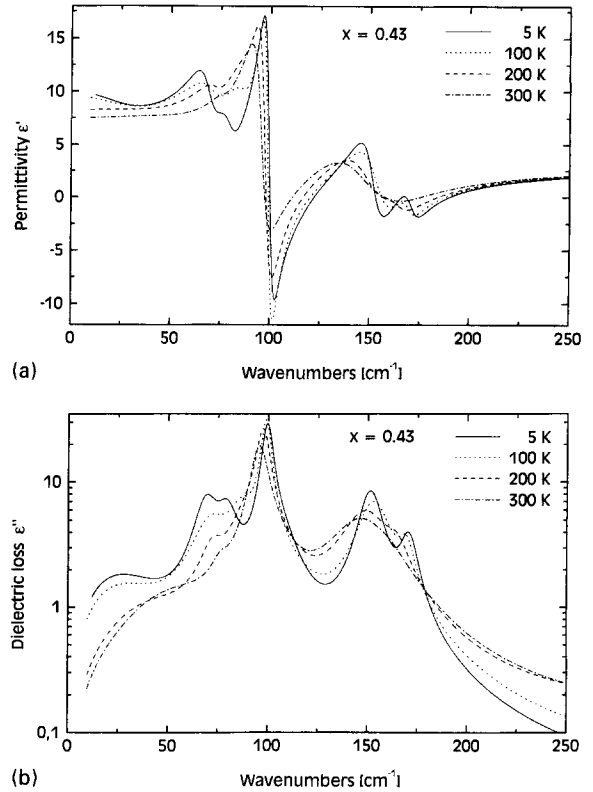 x = 0.43
5 K
100 K
200 K
300 K
15
10
5
0
-5
-10
Permittivity ε'
0
50
100
150
200
250
Wavenumbers [cm⁻¹]
(a)
x = 0.43
5 K
100 K
200 K
300 K
10
1
0,1
Dielectric loss ε"
0
50
100
150
200
250
Wavenumbers [cm⁻¹]
(b)